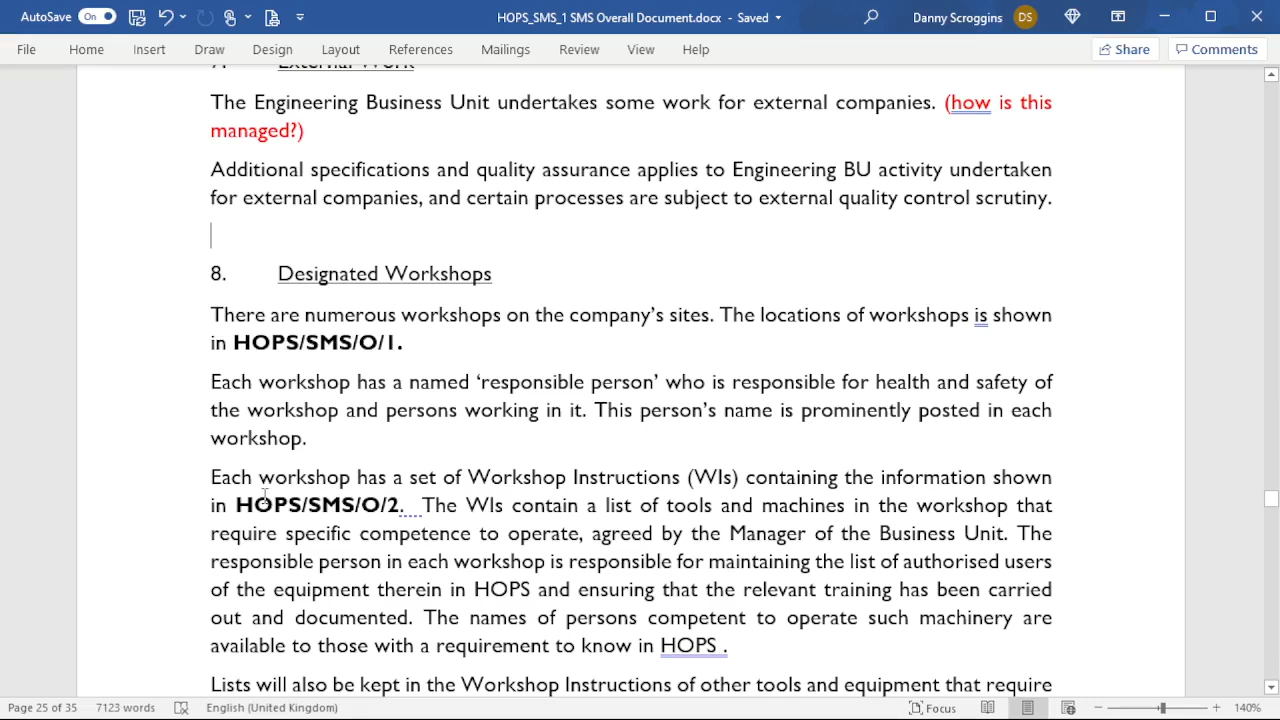 AutoSave On HOPS_SMS_1 SMS Overall Document.docx - Saved Danny Scroggins DS
File Home Insert Draw Design Layout References Mailings Review View Help Share Comments
7. External Work
The Engineering Business Unit undertakes some work for external companies. (how is this
managed?)
Additional specifications and quality assurance applies to Engineering BU activity undertaken
for external companies, and certain processes are subject to external quality control scrutiny.
8. Designated Workshops
There are numerous workshops on the company's sites. The locations of workshops is shown
in HOPS/SMS/O/1.
Each workshop has a named ‘responsible person’ who is responsible for health and safety of
the workshop and persons working in it. This person’s name is prominently posted in each
workshop.
Each workshop has a set of Workshop Instructions (WIs) containing the information shown
in HOPS/SMS/O/2. The WIs contain a list of tools and machines in the workshop that
require specific competence to operate, agreed by the Manager of the Business Unit. The
responsible person in each workshop is responsible for maintaining the list of authorised users
of the equipment therein in HOPS and ensuring that the relevant training has been carried
out and documented. The names of persons competent to operate such machinery are
available to those with a requirement to know in HOPS .
Lists will also be kept in the Workshop Instructions of other tools and equipment that require
Page 25 of 35 7123 words English (United Kingdom) Focus 140%